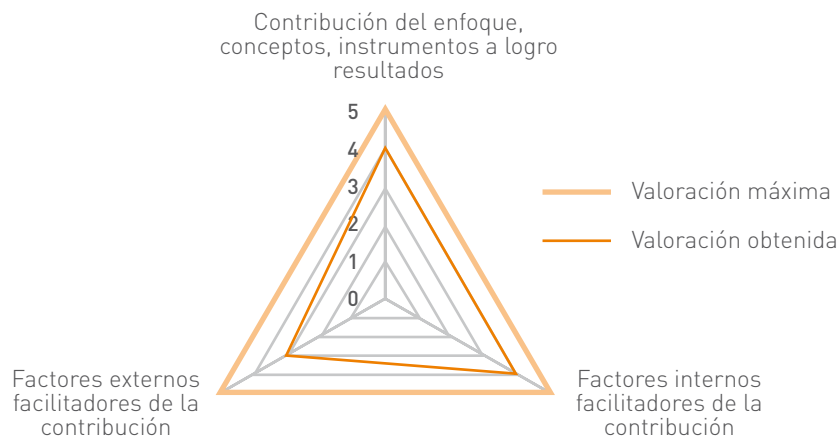 Contribución del enfoque,
conceptos, instrumentos a logro
resultados
5
4
3
2
1
0
Valoración máxima
Valoración obtenida
Factores externos
facilitadores de la
contribución
Factores internos
facilitadores de la
contribución